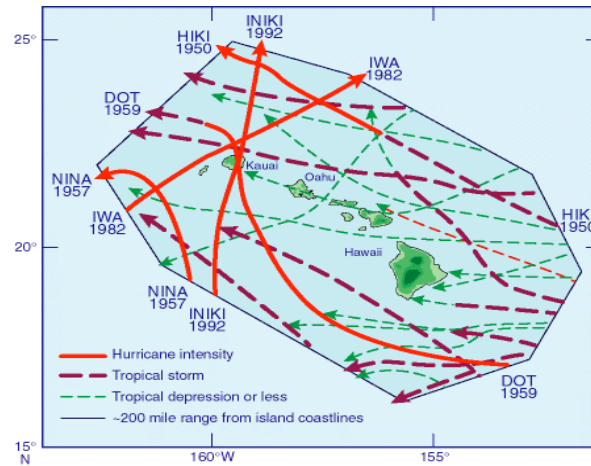 25°
20°
15°
N
160°W
155°
HIKI
1950
INIKI
1992
IWA
1982
DOT
1959
NINA
1957
IWA
1982
NINA
1957
INIKI
1992
HIKI
1950
DOT
1959
Kauai
Oahu
Hawaii
Hurricane intensity
Tropical storm
Tropical depression or less
~200 mile range from island coastlines